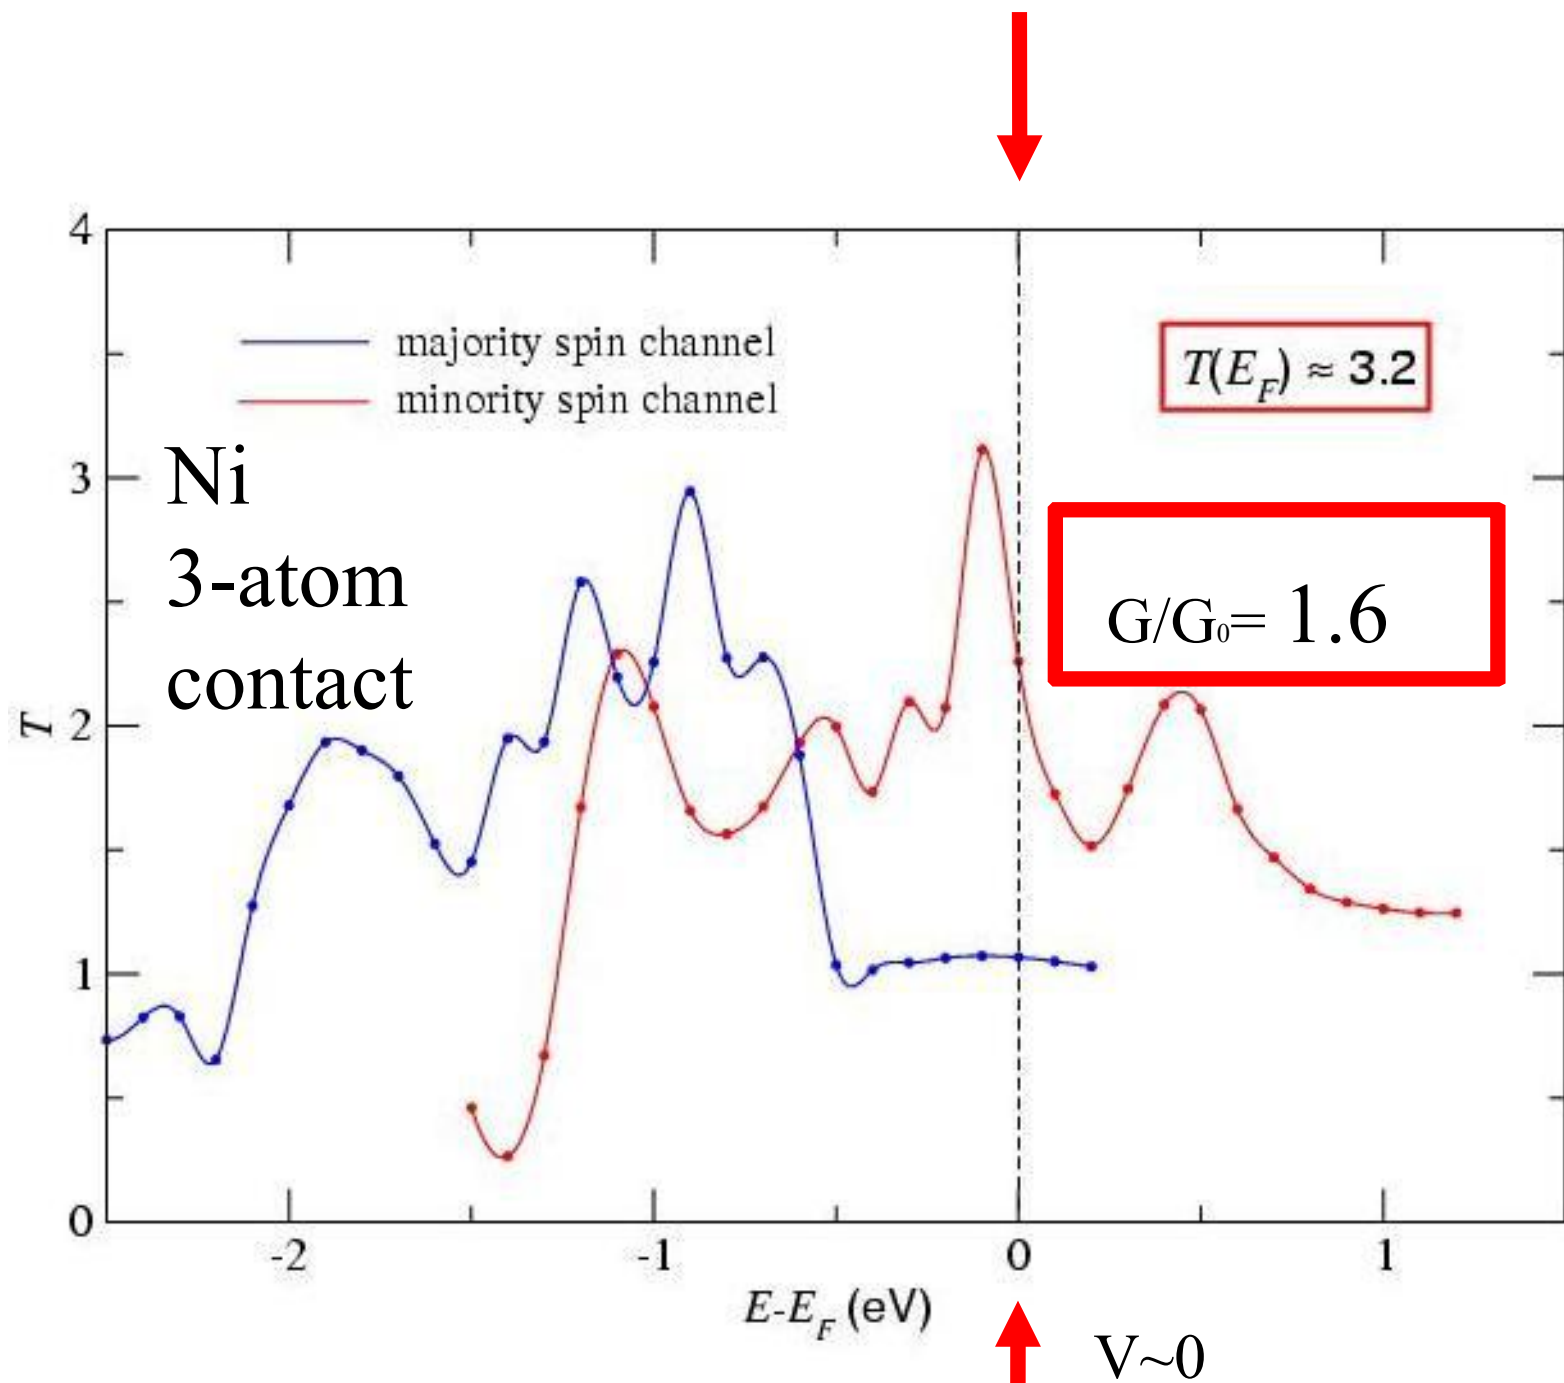 4
majority spin channel
T(E_F) ≈ 3.2
minority spin channel
3
Ni
3-atom
G/G₀= 1.6
contact
2
T
1
0
-2
-1
0
1
E-E_F (eV)
V~0